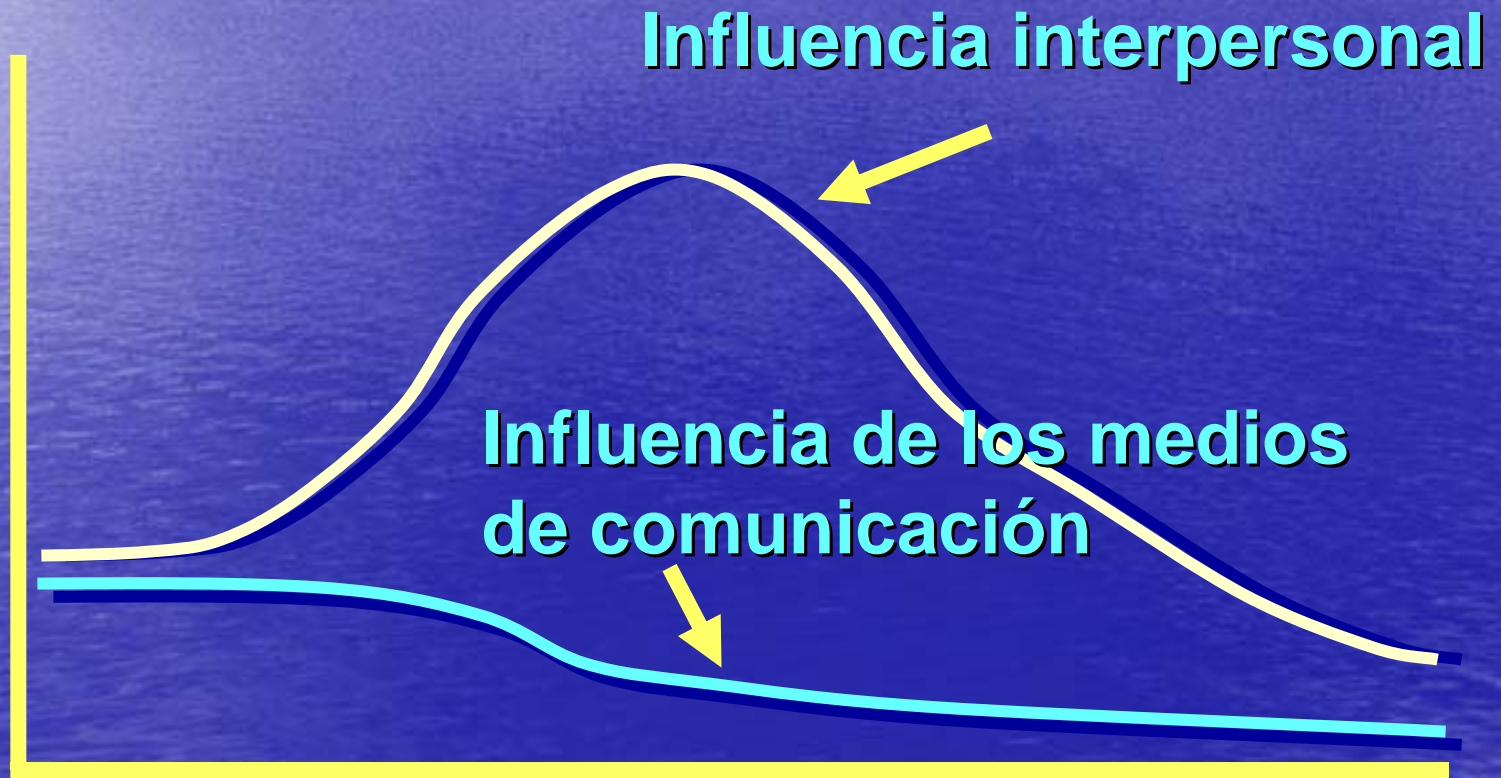 Influencia interpersonal
Influencia de los medios
de comunicación